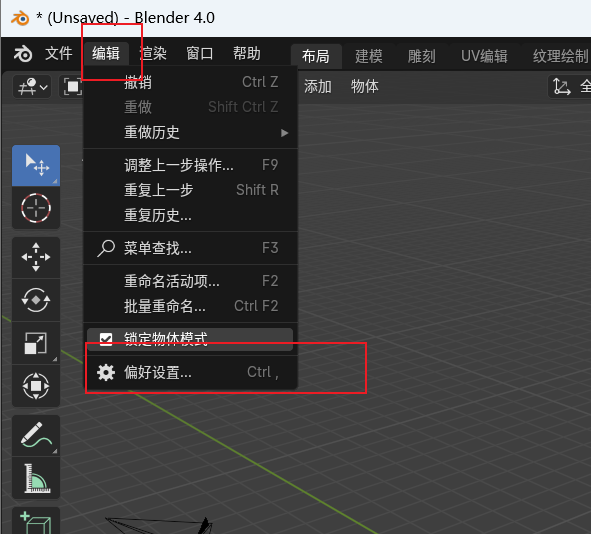 * (Unsaved) - Blender 4.0
文件 编辑 渲染 窗口 帮助 布局 建模 雕刻 UV编辑 纹理绘制
添加 物体 全
撤销 Ctrl Z
重做 Shift Ctrl Z
重做历史
调整上一步操作... F9
重复上一步 Shift R
重复历史...
菜单查找... F3
重命名活动项... F2
批量重命名... Ctrl F2
锁定物体模式
偏好设置... Ctrl ,